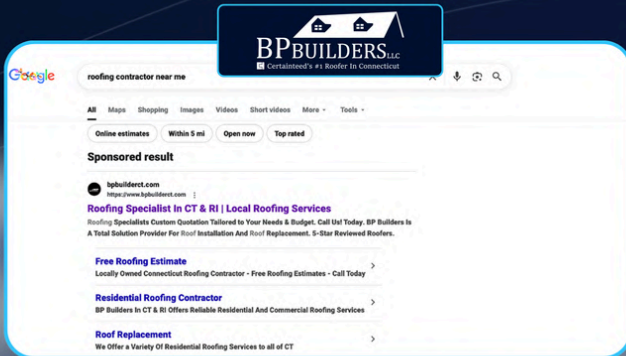 BPBUILDERS LLC
Certainteed's #1 Roofer In Connecticut
Google
roofing contractor near me
All Maps Shopping Images Videos Short videos More Tools
Online estimates Within 5 mi Open now Top rated
Sponsored result
bpbuilderct.com
https://www.bpbuilderct.com
Roofing Specialist In CT & RI | Local Roofing Services
Roofing Specialists Custom Quotation Tailored to Your Needs & Budget. Call Us! Today. BP Builders Is
A Total Solution Provider For Roof Installation And Roof Replacement. 5-Star Reviewed Roofers.
Free Roofing Estimate
Locally Owned Connecticut Roofing Contractor - Free Roofing Estimates - Call Today
Residential Roofing Contractor
BP Builders In CT & RI Offers Reliable Residential And Commercial Roofing Services
Roof Replacement
We Offer a Variety Of Residential Roofing Services to all of CT